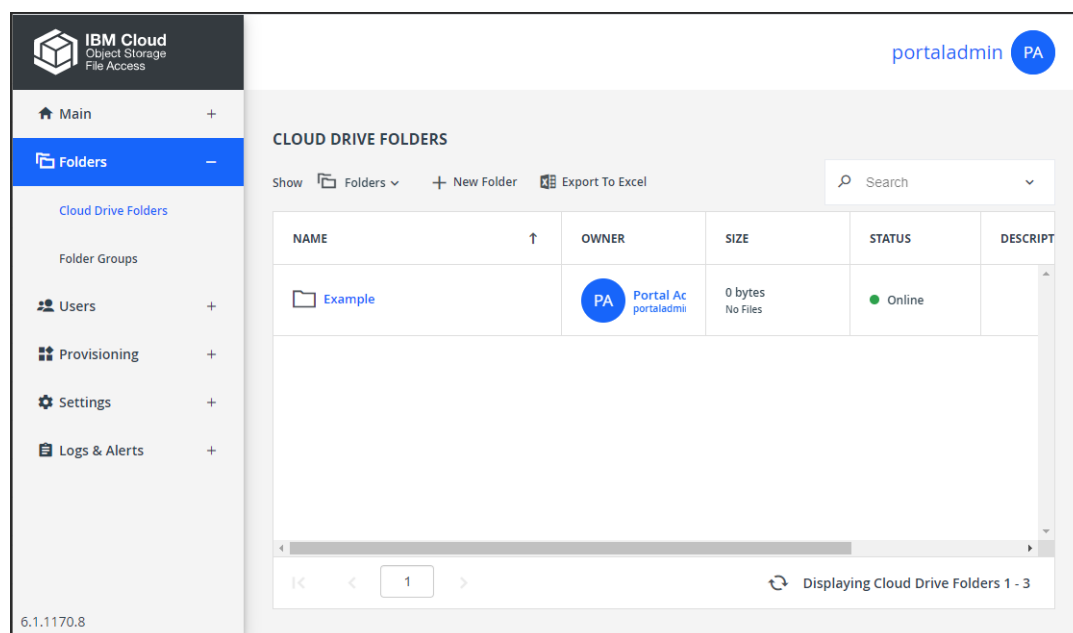 IBM Cloud
Object Storage
File Access
portaladmin PA
Main
Folders
Cloud Drive Folders
Folder Groups
Users
Provisioning
Settings
Logs & Alerts
6.1.1170.8
CLOUD DRIVE FOLDERS
Show Folders New Folder Export To Excel Search
NAME OWNER SIZE STATUS DESCRIPT
Example PA Portal Ac 0 bytes Online
portaladmi No Files
1 Displaying Cloud Drive Folders 1 - 3